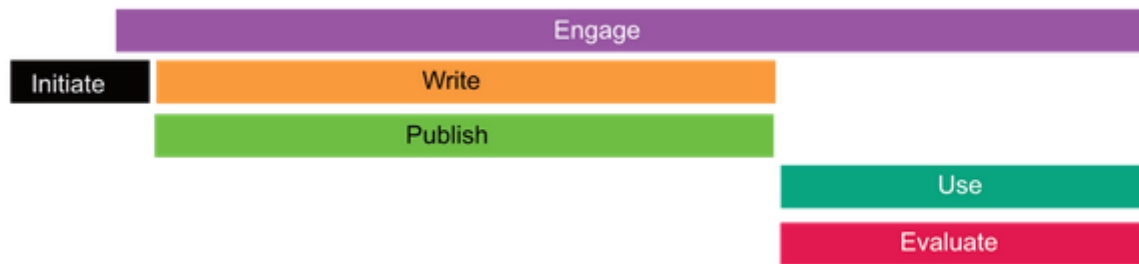 Engage
Initiate
Write
Publish
Use
Evaluate